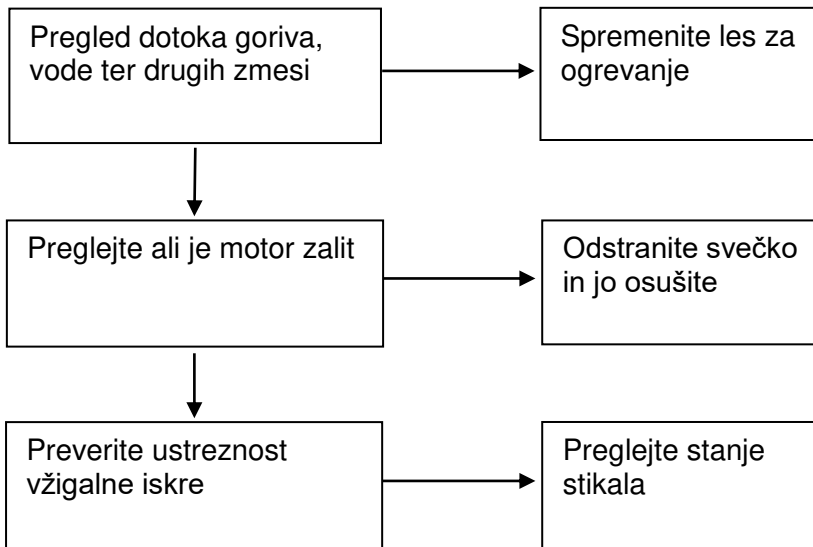 Pregled dotoka goriva,
vode ter drugih zmesi
Spremenite les za
ogrevanje
Preglejte ali je motor zalit
Odstranite svečko
in jo osušite
Preverite ustreznost
vžigalne iskre
Preglejte stanje
stikala